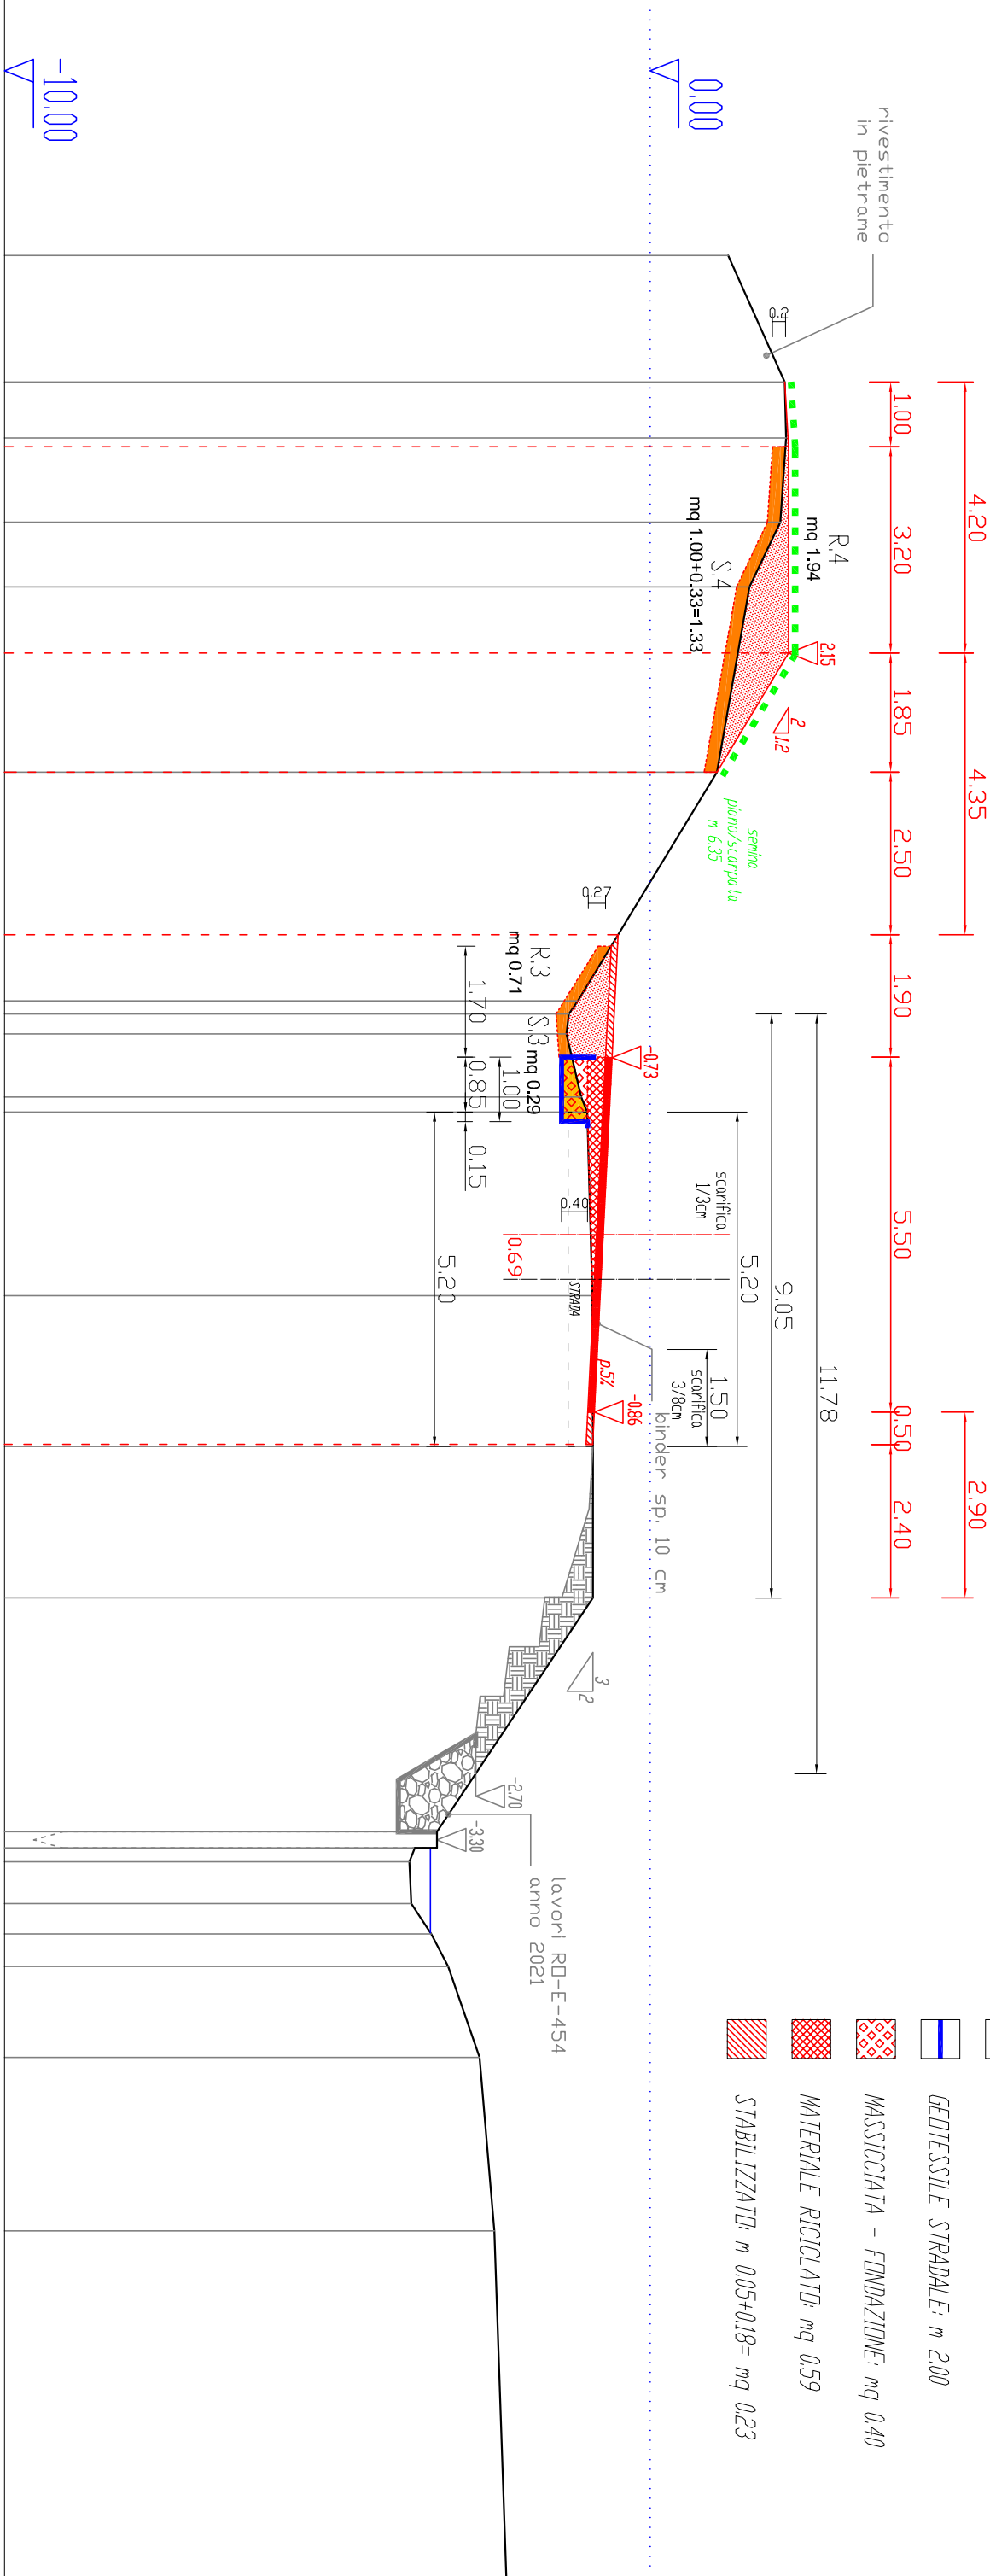 4,20
4,35
2,90
1,00
3,20
1,85
2,50
1,90
5,50
0,50
2,40
11,78
9,05
5,20
1,50
scarifica
1/3cm
scarifica
3/8cm
rivestimento
in pietrame
0.2
R,4
mq 1.94
S,4
mq 1.00+0.33=1.33
2.15
2
1.2
semina
piano/scarpata
m 6.35
0,00
0.27
R,3
mq 0.71
S,3 mq 0.29
-0.73
1,70
0,85
1,00
0,15
0.40
0.69
STRADA
p.5%
-0.86
binder sp. 10 cm
5,20
3
2
-2.70
-3.30
lavori RO-E-454
anno 2021
-10,00
GEOTESSILE STRADALE: m 2.00
MASSICCIATA - FONDAZIONE: mq 0.40
MATERIALE RICICLATO: mq 0.59
STABILIZZATO: m 0.05+0.18= mq 0.23